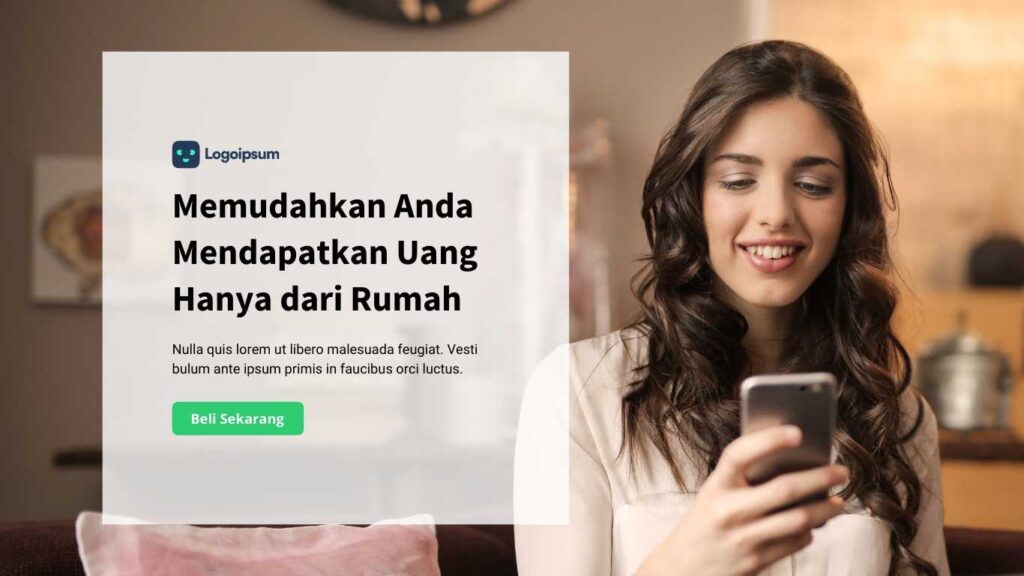 Logoipsum
Memudahkan Anda
Mendapatkan Uang
Hanya dari Rumah
Nulla quis lorem ut libero malesuada feugiat. Vesti
bulum ante ipsum primis in faucibus orci luctus.
Beli Sekarang